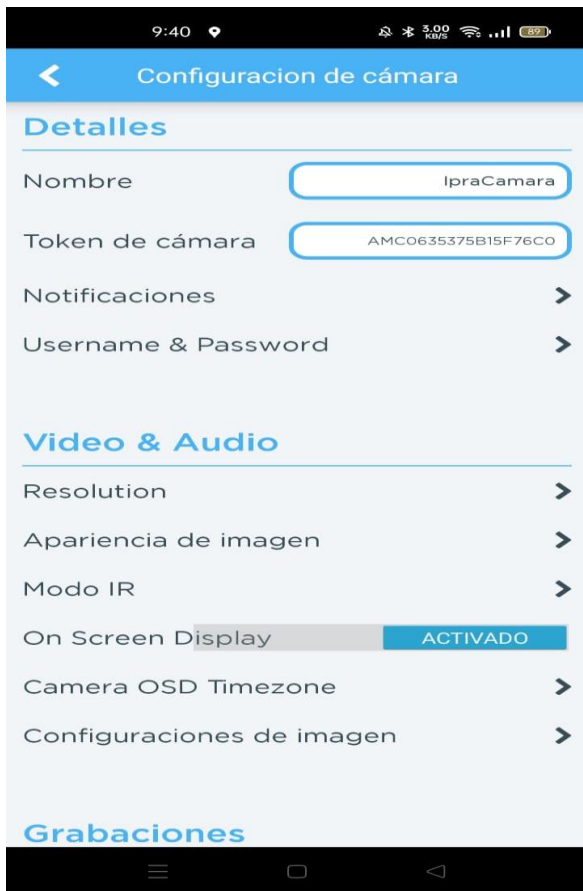 9:40
3.00
KB/S
89
Configuracion de cámara
Detalles
Nombre
IpraCamara
Token de cámara
AMC0635375B15F76C0
Notificaciones
Username & Password
Video & Audio
Resolution
Apariencia de imagen
Modo IR
On Screen Display
ACTIVADO
Camera OSD Timezone
Configuraciones de imagen
Grabaciones